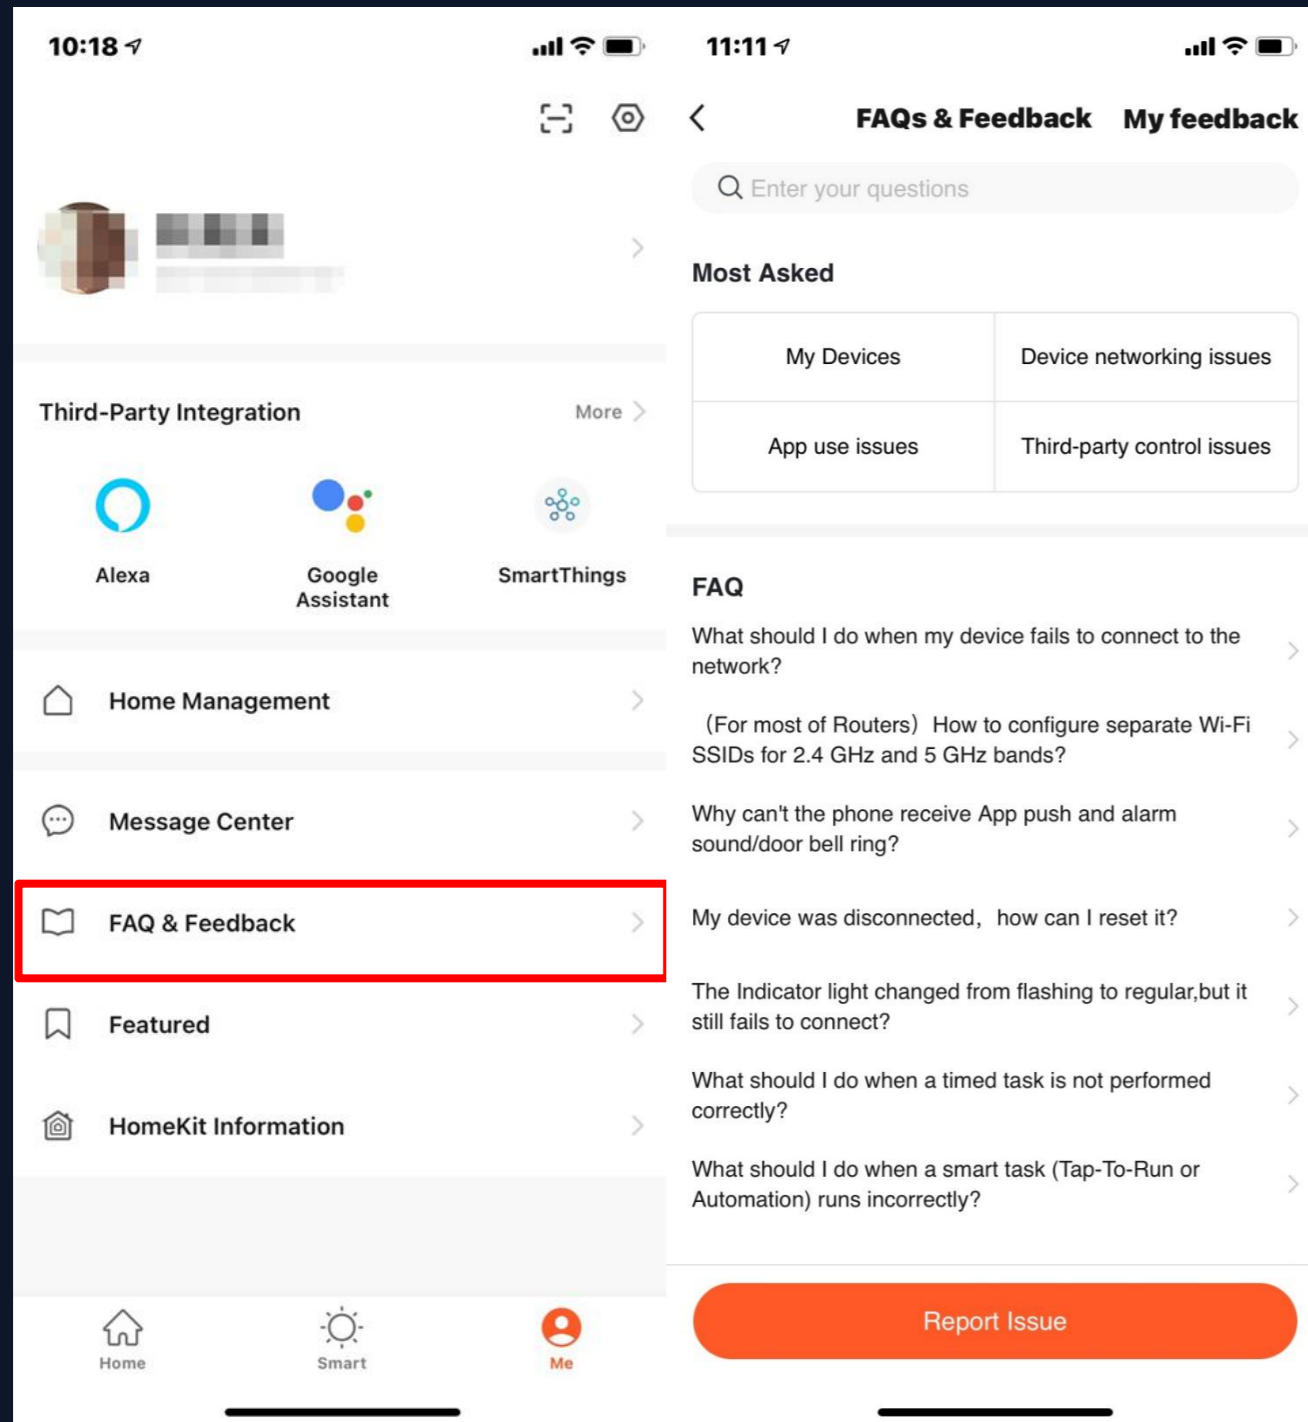 10:18
Third-Party Integration
More
Alexa
Google
Assistant
SmartThings
Home Management
Message Center
FAQ & Feedback
Featured
HomeKit Information
Home
Smart
Me
11:11
FAQs & Feedback
My feedback
Enter your questions
Most Asked
My Devices
Device networking issues
App use issues
Third-party control issues
FAQ
What should I do when my device fails to connect to the
network?
（For most of Routers）How to configure separate Wi-Fi
SSIDs for 2.4 GHz and 5 GHz bands?
Why can't the phone receive App push and alarm
sound/door bell ring?
My device was disconnected，how can I reset it?
The Indicator light changed from flashing to regular,but it
still fails to connect?
What should I do when a timed task is not performed
correctly?
What should I do when a smart task (Tap-To-Run or
Automation) runs incorrectly?
Report Issue